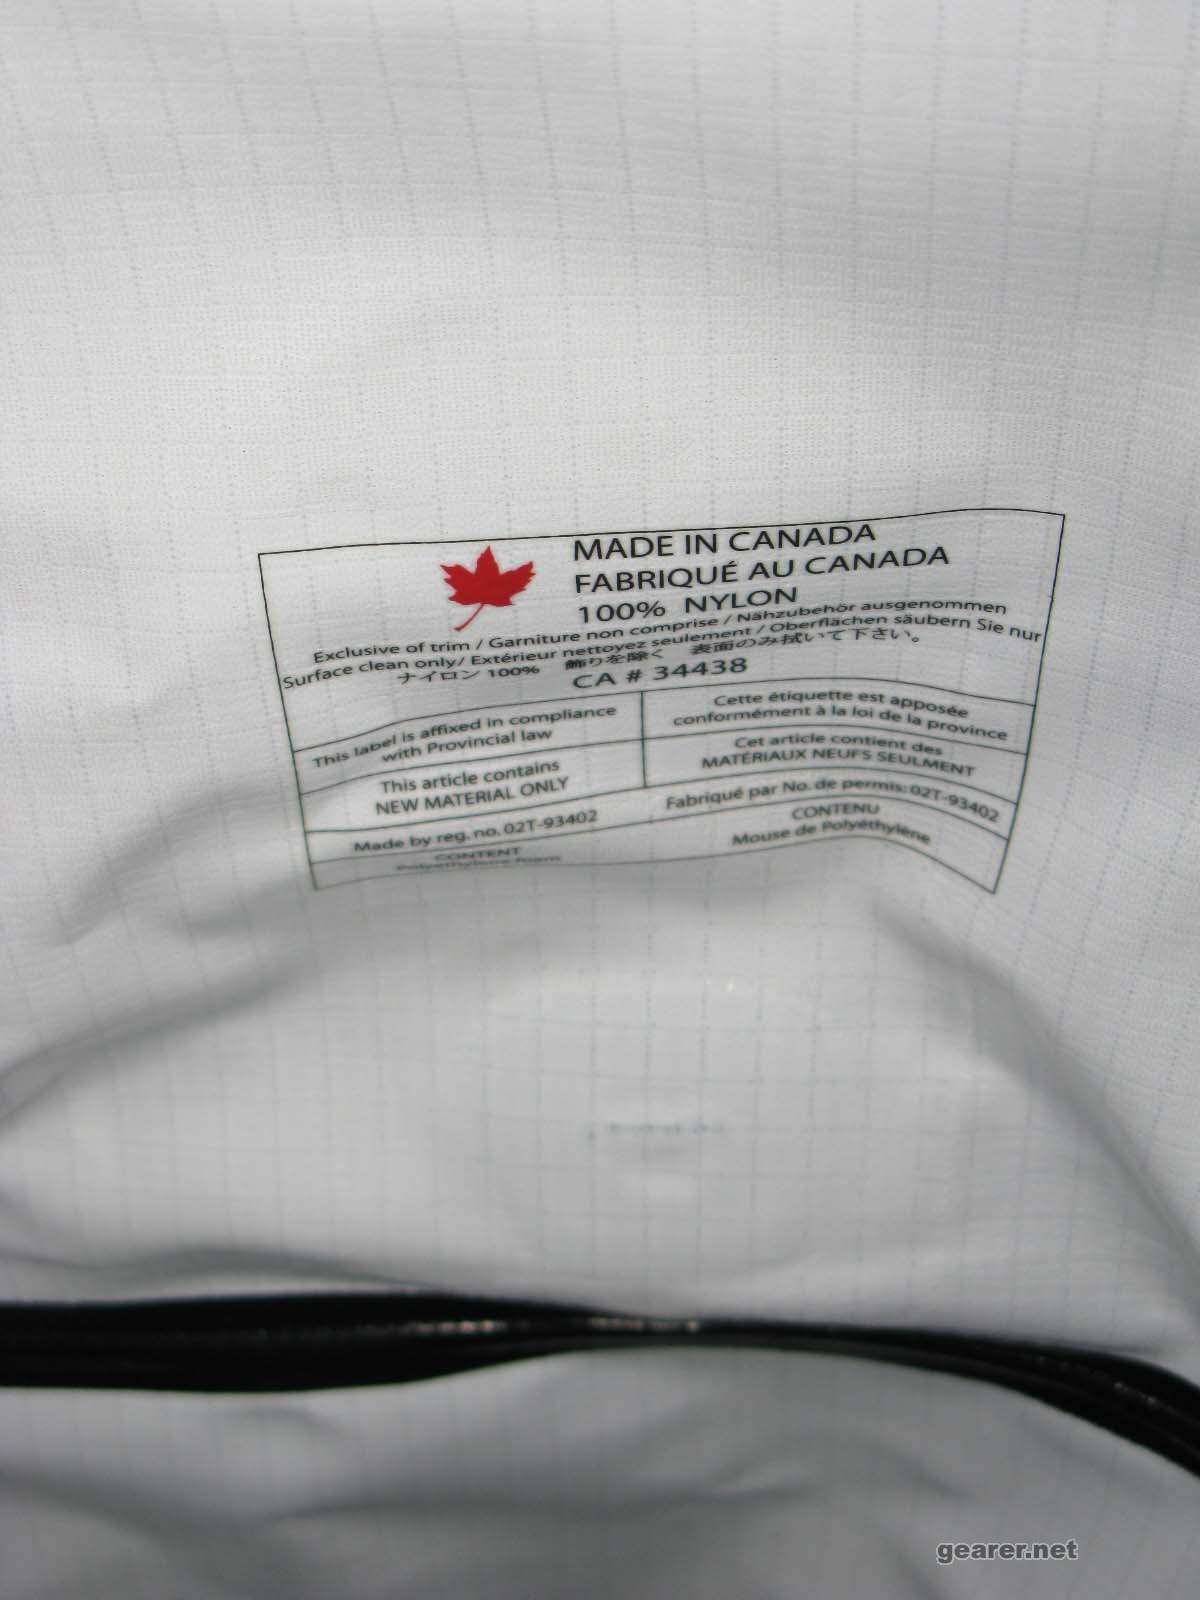 MADE IN CANADA
FABRIQUÉ AU CANADA
100% NYLON
Exclusive of trim / Garniture non comprise / Nähzubehör ausgenommen
Surface clean only/ Extérieur nettoyez seulement / Oberflächen säubern Sie nur
ナイロン 100% 飾りを除く 表面のみ拭いて下さい。
CA # 34438
This label is affixed in compliance
with Provincial law
Cette étiquette est apposée
conformément à la loi de la province
This article contains
NEW MATERIAL ONLY
Cet article contient des
MATÉRIAUX NEUFS SEULMENT
Made by reg. no. 02T-93402
Fabriqué par No. de permis: 02T-93402
CONTENT
Polyethylene foam
CONTENU
Mouse de Polyéthylène
gearer.net